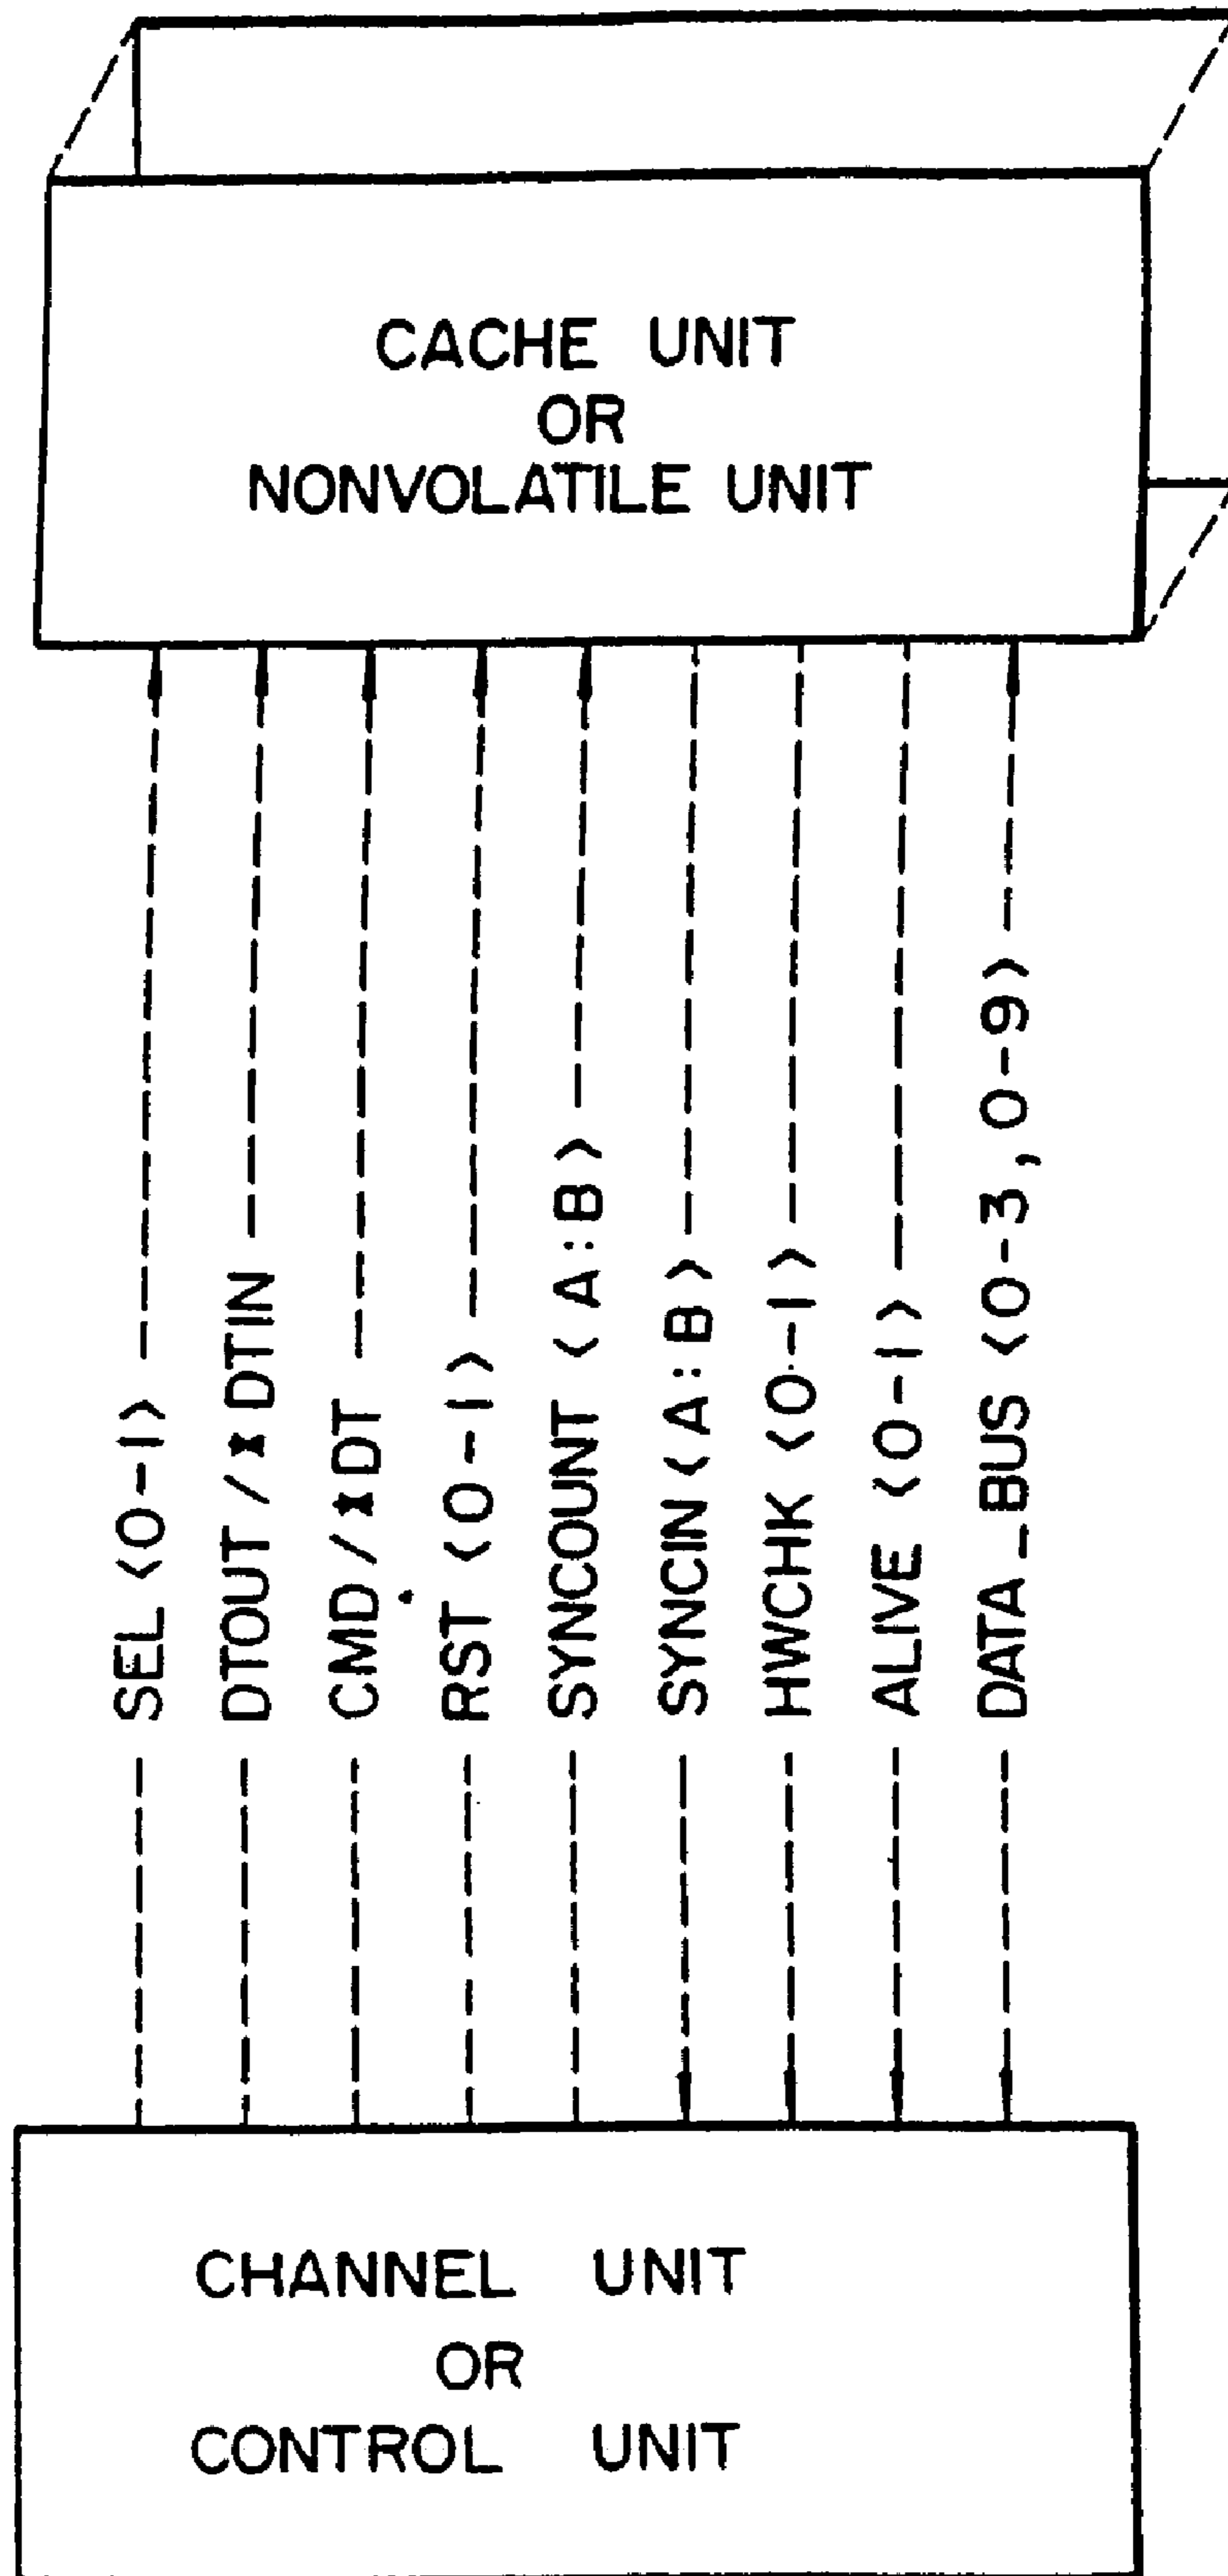 CACHE UNIT
OR
NONVOLATILE UNIT
SEL <0-1>
DTOUT/*DTIN
CMD/*DT
RST <0-1>
SYNCOUNT <A:B>
SYNCIN <A:B>
HWCHK <0-1>
ALIVE <0-1>
DATA_BUS <0-3,0-9>
CHANNEL UNIT
OR
CONTROL UNIT